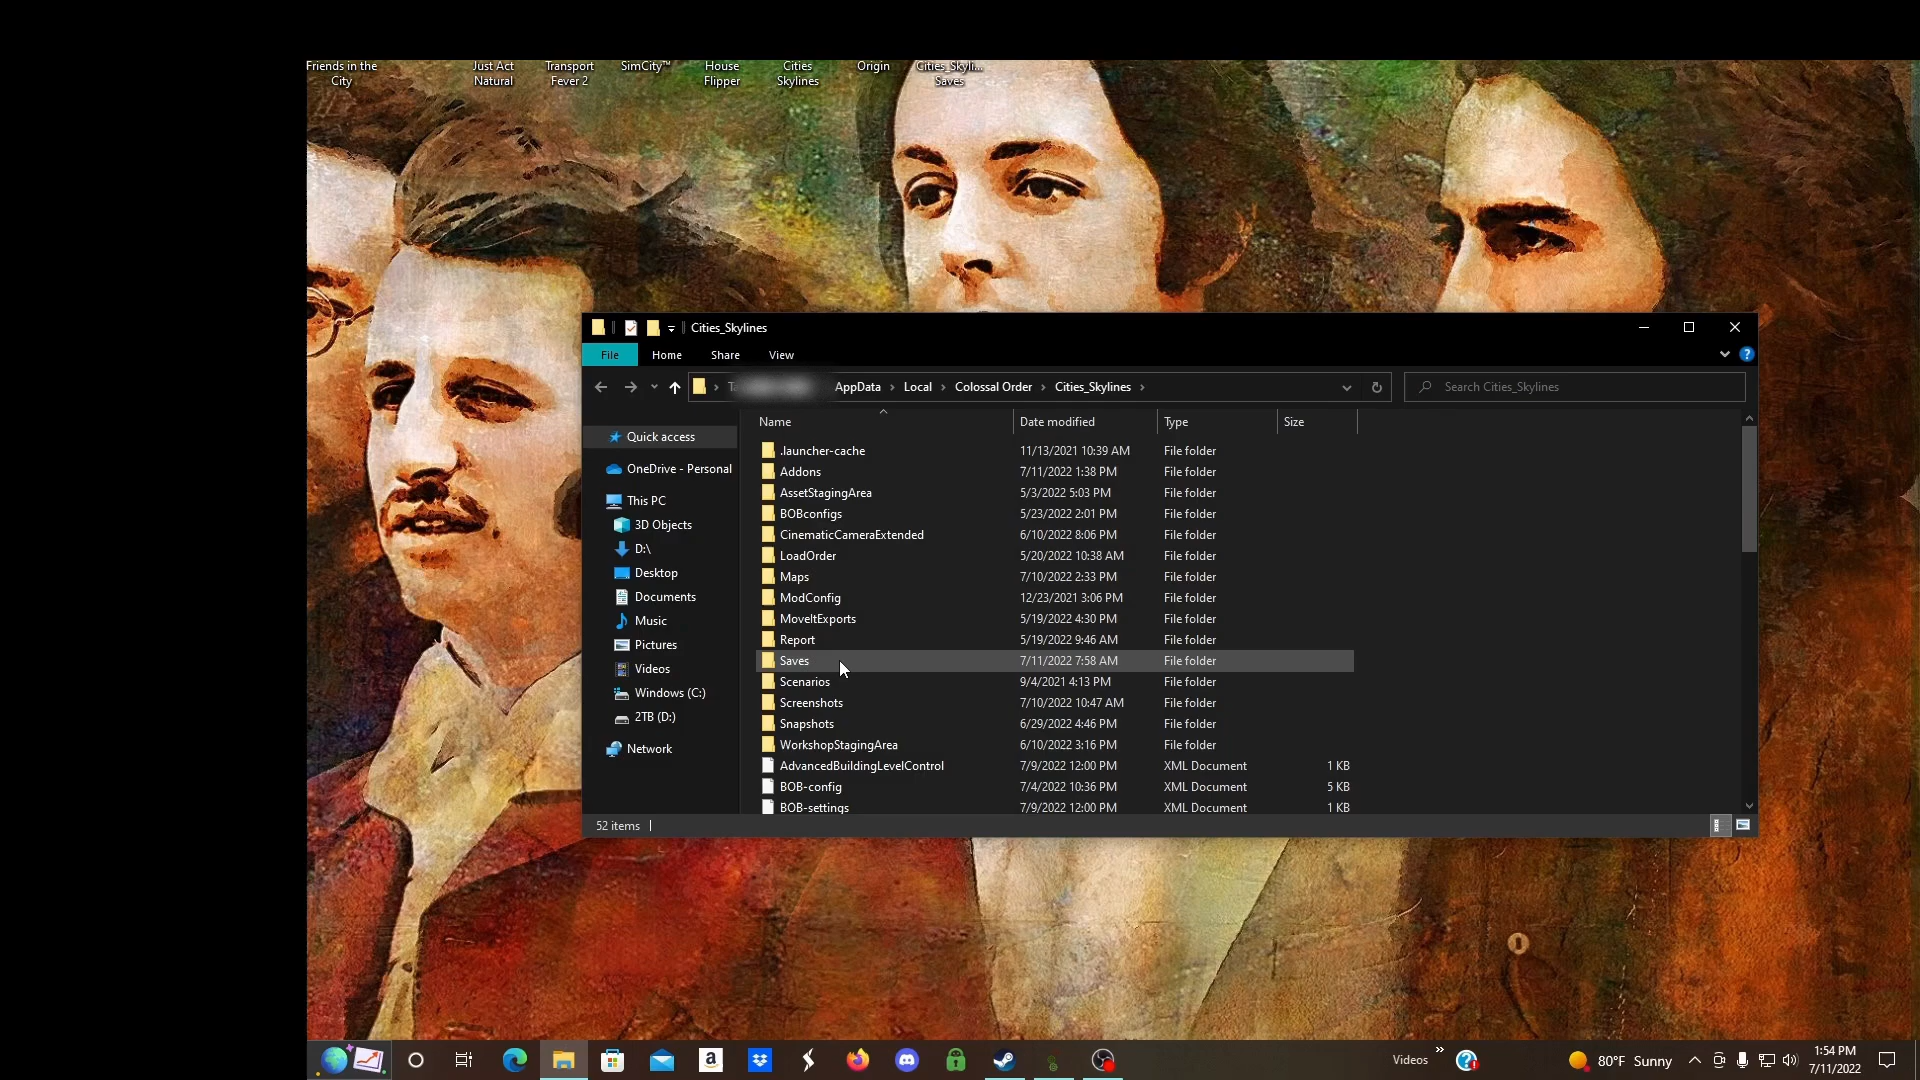 Friends in the City
Just Act Natural
Transport Fever 2
SimCity™
House Flipper
Cities Skylines
Origin
Cities_Skyli... Saves
Cities_Skylines
File Home Share View
AppData Local Colossal Order Cities_Skylines
Search Cities_Skylines
Name Date modified Type Size
Quick access
OneDrive - Personal
This PC
3D Objects
D:\
Desktop
Documents
Music
Pictures
Videos
Windows (C:)
2TB (D:)
Network
.launcher-cache 11/13/2021 10:39 AM File folder
Addons 7/11/2022 1:38 PM File folder
AssetStagingArea 5/3/2022 5:03 PM File folder
BOBconfigs 5/23/2022 2:01 PM File folder
CinematicCameraExtended 6/10/2022 8:06 PM File folder
LoadOrder 5/20/2022 10:38 AM File folder
Maps 7/10/2022 2:33 PM File folder
ModConfig 12/23/2021 3:06 PM File folder
MoveItExports 5/19/2022 4:30 PM File folder
Report 5/19/2022 9:46 AM File folder
Saves 7/11/2022 7:58 AM File folder
Scenarios 9/4/2021 4:13 PM File folder
Screenshots 7/10/2022 10:47 AM File folder
Snapshots 6/29/2022 4:46 PM File folder
WorkshopStagingArea 6/10/2022 3:16 PM File folder
AdvancedBuildingLevelControl 7/9/2022 12:00 PM XML Document 1 KB
BOB-config 7/4/2022 10:36 PM XML Document 5 KB
BOB-settings 7/9/2022 12:00 PM XML Document 1 KB
52 items
Videos
80°F Sunny
1:54 PM
7/11/2022